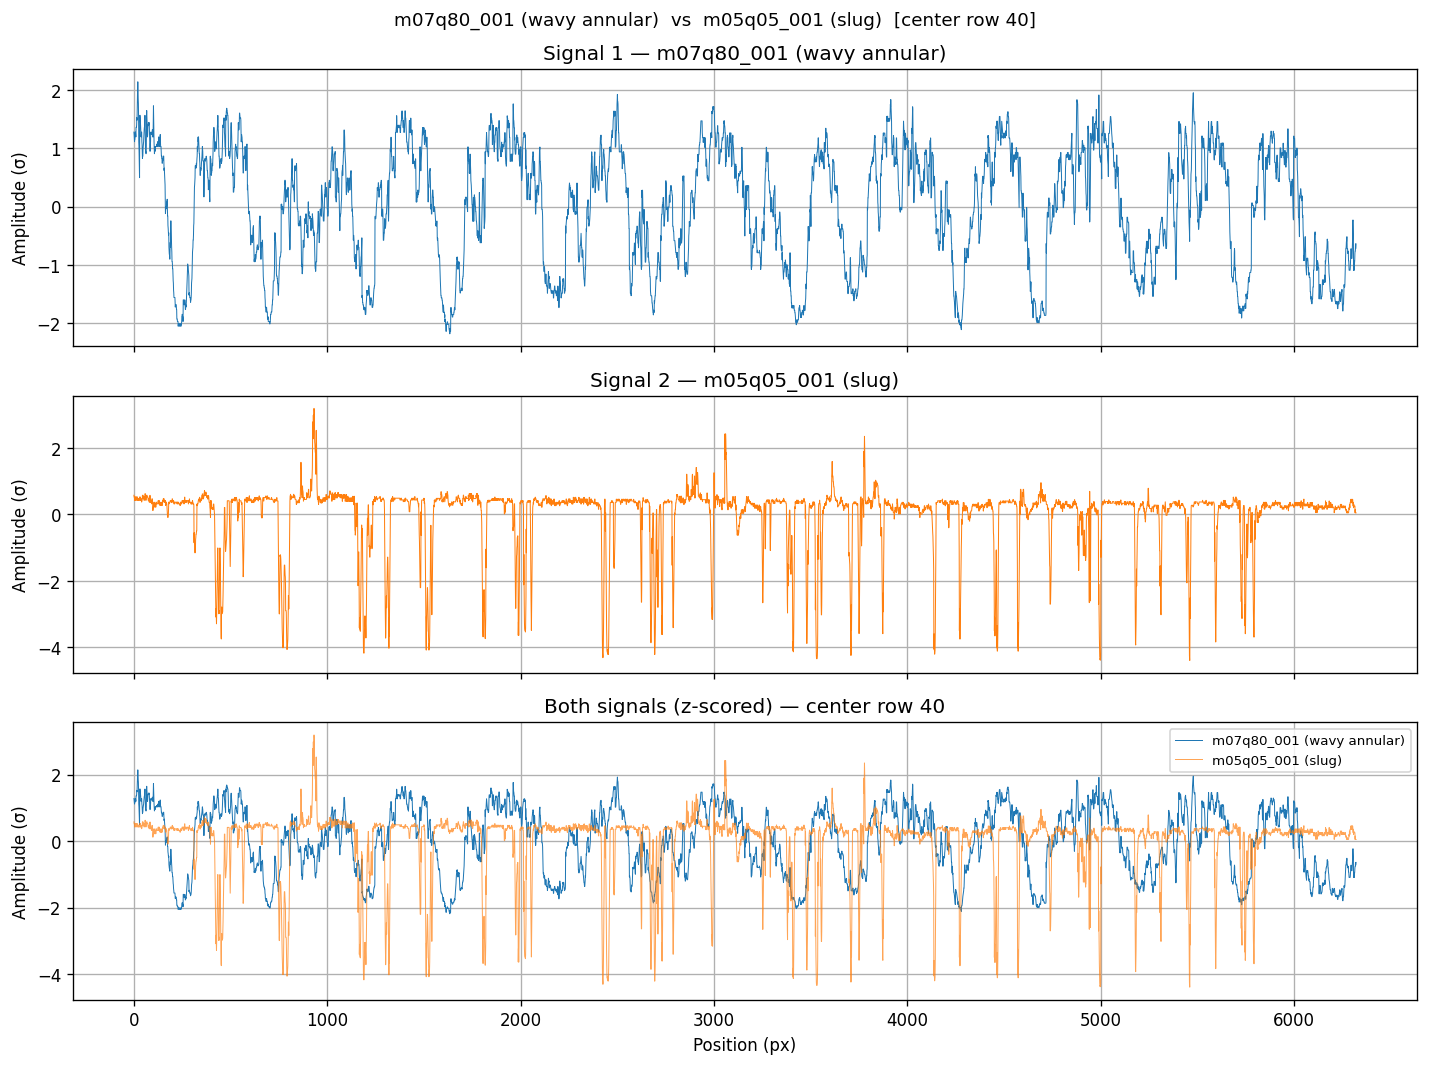 m07q80_001 (wavy annular)  vs  m05q05_001 (slug)  [center row 40]
Signal 1 — m07q80_001 (wavy annular)
Amplitude (σ)
2
1
0
−1
−2
Signal 2 — m05q05_001 (slug)
Amplitude (σ)
2
0
−2
−4
Both signals (z-scored) — center row 40
Amplitude (σ)
2
0
−2
−4
m07q80_001 (wavy annular)
m05q05_001 (slug)
0 1000 2000 3000 4000 5000 6000
Position (px)